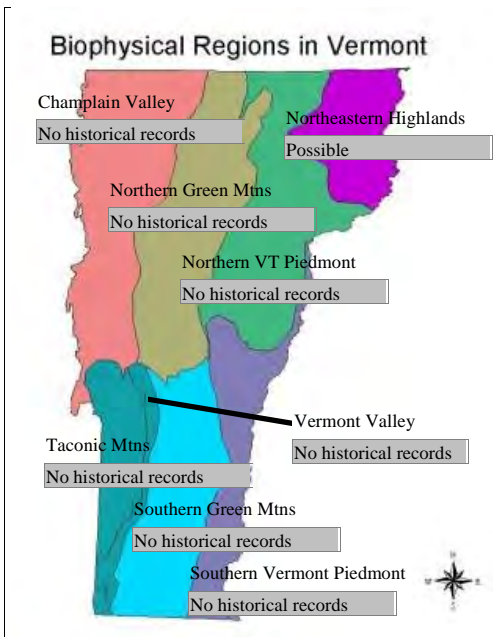 Biophysical Regions in Vermont
Champlain Valley
No historical records
Northeastern Highlands
Possible
Northern Green Mtns
No historical records
Northern VT Piedmont
No historical records
Vermont Valley
No historical records
Taconic Mtns
No historical records
Southern Green Mtns
No historical records
Southern Vermont Piedmont
No historical records